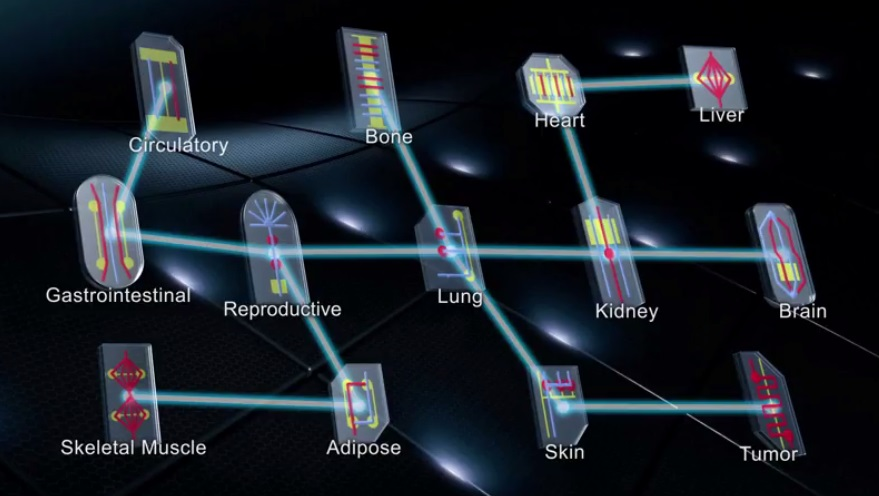 Circulatory
Bone
Heart
Liver
Gastrointestinal
Reproductive
Lung
Kidney
Brain
Skeletal Muscle
Adipose
Skin
Tumor